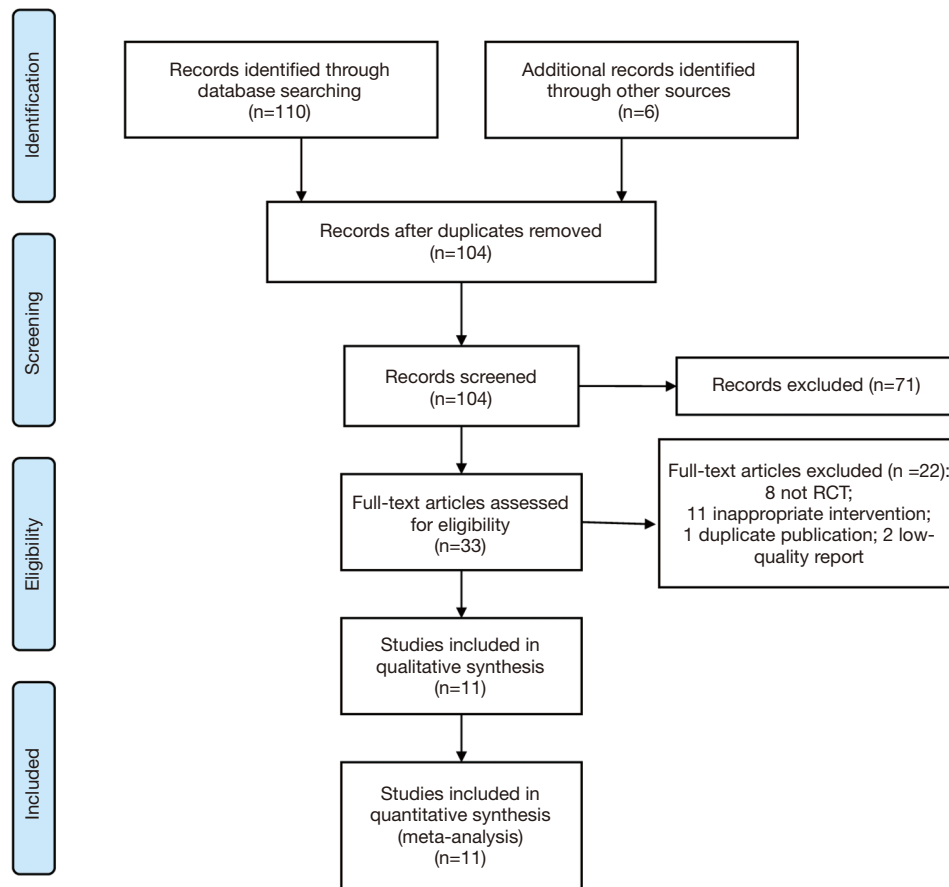 Identification
Records identified through
database searching
(n=110)
Additional records identified
through other sources
(n=6)
Records after duplicates removed
(n=104)
Screening
Records screened
(n=104)
Records excluded (n=71)
Eligibility
Full-text articles assessed
for eligibility
(n=33)
Full-text articles excluded (n =22):
8 not RCT;
11 inappropriate intervention;
1 duplicate publication; 2 low-
quality report
Studies included in
qualitative synthesis
(n=11)
Included
Studies included in
quantitative synthesis
(meta-analysis)
(n=11)